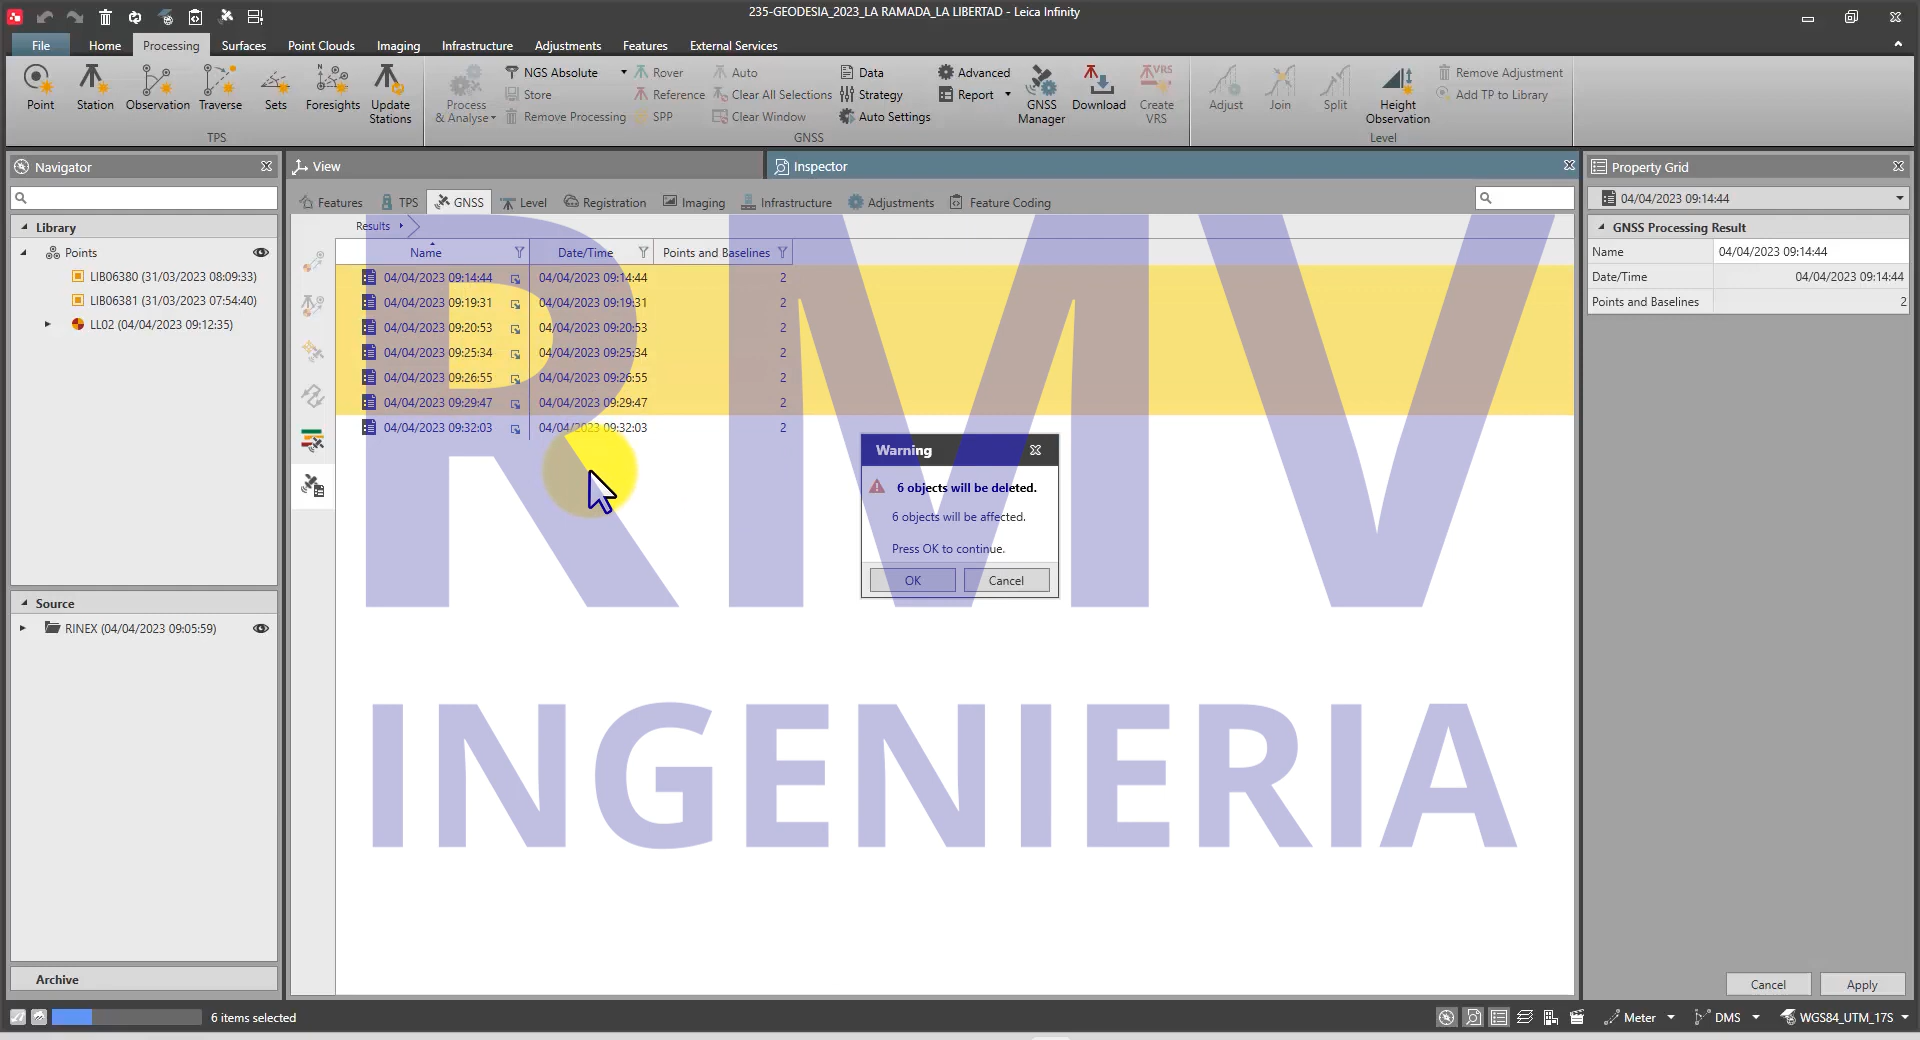 235-GEODESIA_2023_LA RAMADA_LA LIBERTAD - Leica Infinity
File Home Processing Surfaces Point Clouds Imaging Infrastructure Adjustments Features External Services
Point Station Observation Traverse Sets Foresights Update Stations
TPS
Process & Analyse
NGS Absolute Rover Auto Data Advanced
Store Reference Clear All Selections Strategy Report
Remove Processing SPP Clear Window Auto Settings
GNSS Manager Download Create VRS
GNSS
Adjust Join Split Height Observation
Remove Adjustment
Add TP to Library
Level
Navigator
Library
Points
LIB06380 (31/03/2023 08:09:33)
LIB06381 (31/03/2023 07:54:40)
LL02 (04/04/2023 09:12:35)
Source
RINEX (04/04/2023 09:05:59)
Archive
View
Inspector
Features TPS GNSS Level Registration Imaging Infrastructure Adjustments Feature Coding
Results
Name Date/Time Points and Baselines
04/04/2023 09:14:44 04/04/2023 09:14:44 2
04/04/2023 09:19:31 04/04/2023 09:19:31 2
04/04/2023 09:20:53 04/04/2023 09:20:53 2
04/04/2023 09:25:34 04/04/2023 09:25:34 2
04/04/2023 09:26:55 04/04/2023 09:26:55 2
04/04/2023 09:29:47 04/04/2023 09:29:47 2
04/04/2023 09:32:03 04/04/2023 09:32:03 2
Warning
6 objects will be deleted.
6 objects will be affected.
Press OK to continue.
OK Cancel
RMV
INGENIERIA
Property Grid
04/04/2023 09:14:44
GNSS Processing Result
Name 04/04/2023 09:14:44
Date/Time 04/04/2023 09:14:44
Points and Baselines 2
Cancel Apply
6 items selected
Meter DMS WGS84_UTM_17S